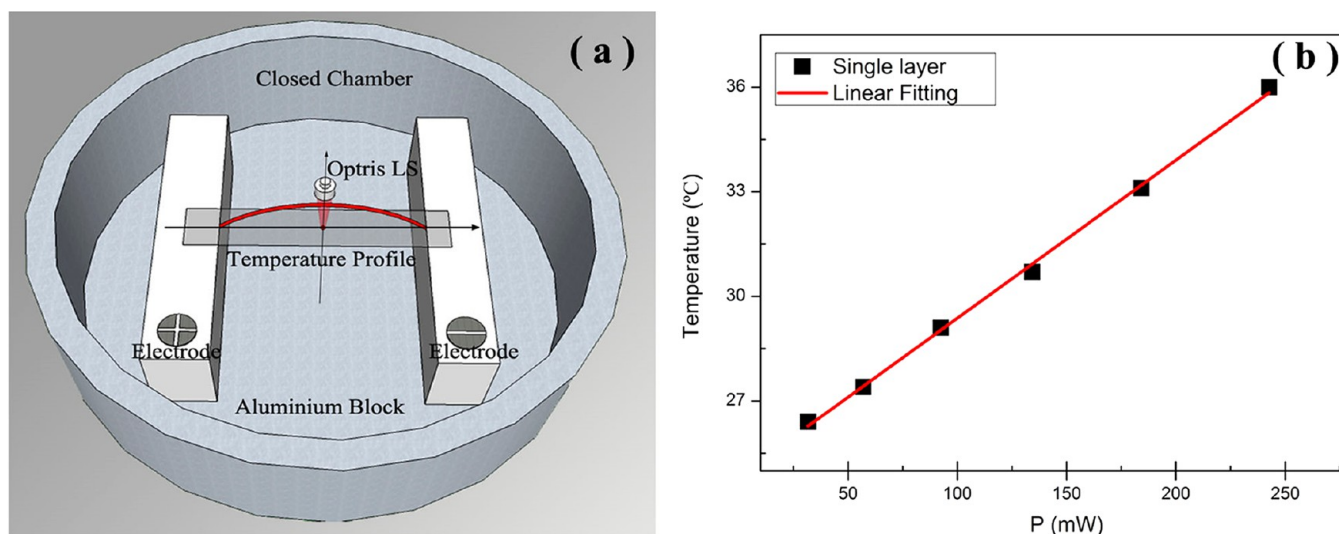 ( a )
Closed Chamber
Optris LS
Temperature Profile
Electrode
Electrode
Aluminium Block
( b )
Single layer
Linear Fitting
Temperature (℃)
36
33
30
27
50
100
150
200
250
P (mW)